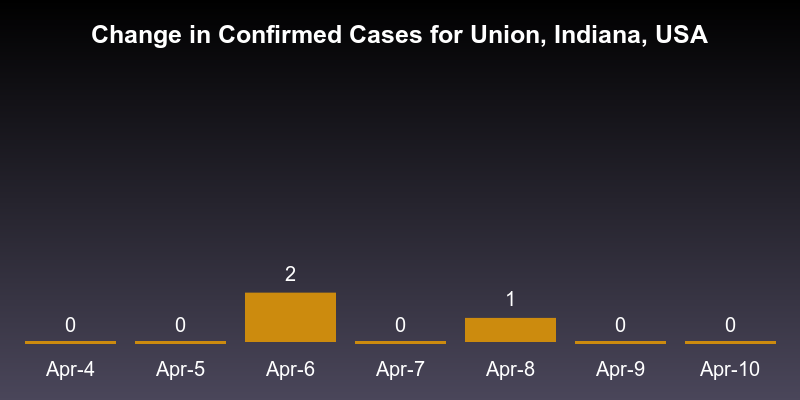 Change in Confirmed Cases for Union, Indiana, USA
2
1
0 0 0 0 0
Apr-4 Apr-5 Apr-6 Apr-7 Apr-8 Apr-9 Apr-10